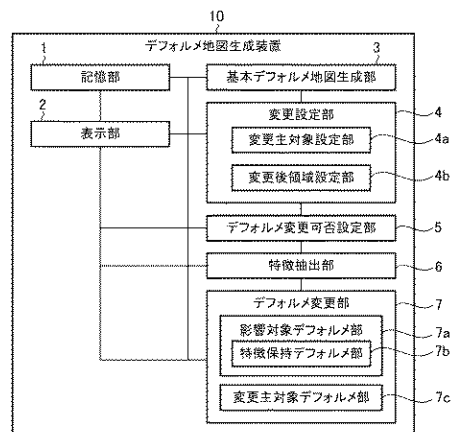 10
デフォルメ地図生成装置
1
記憶部
3
基本デフォルメ地図生成部
2
表示部
変更設定部
4
変更主対象設定部
4a
変更後領域設定部
4b
デフォルメ変更可否設定部
5
特徴抽出部
6
デフォルメ変更部
7
影響対象デフォルメ部
7a
特徴保持デフォルメ部
7b
変更主対象デフォルメ部
7c